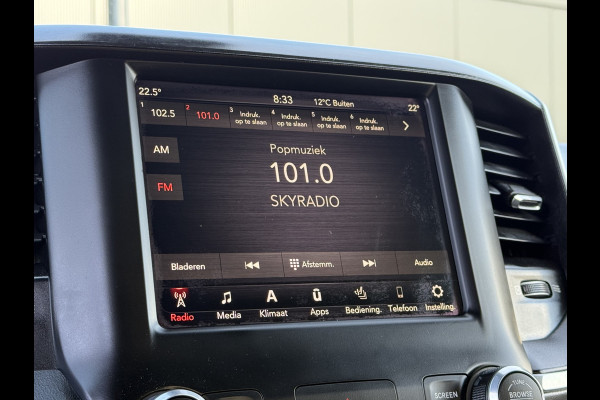 22.5°
8:33
12°C Buiten
22°
1 102.5
2 101.0
3 Indruk. op te slaan
4 Indruk. op te slaan
5 Indruk. op te slaan
6 Indruk. op te slaan
AM
FM
Popmuziek
101.0
SKYRADIO
Bladeren
Afstemm.
Audio
Radio
Media
Klimaat
Apps
Bediening.
Telefoon
Instelling.
SCREEN
TUNE
BROWSE